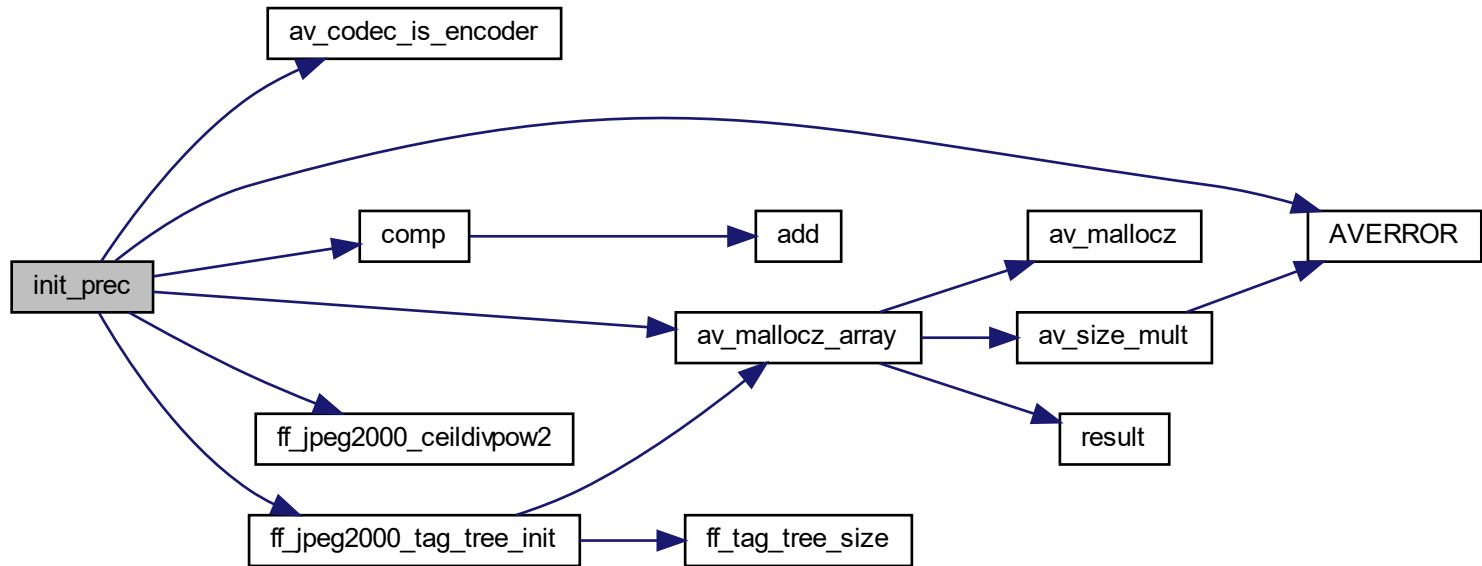 av_codec_is_encoder
comp
add
av_mallocz
AVERROR
init_prec
av_mallocz_array
av_size_mult
ff_jpeg2000_ceildivpow2
result
ff_jpeg2000_tag_tree_init
ff_tag_tree_size